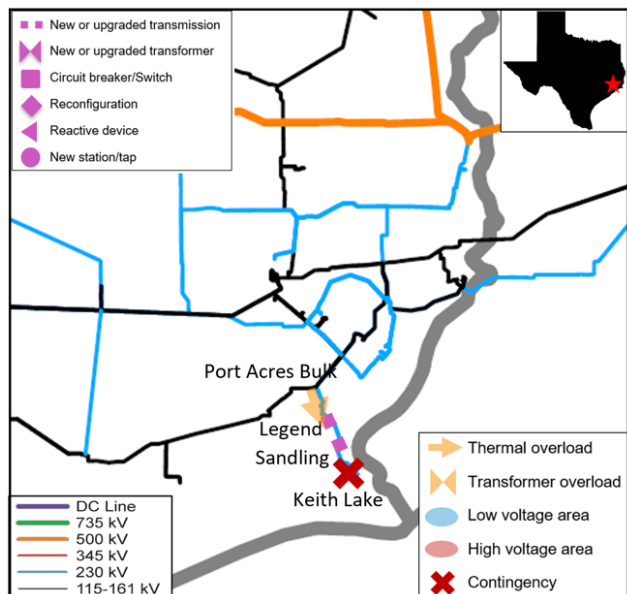 New or upgraded transmission
New or upgraded transformer
Circuit breaker/Switch
Reconfiguration
Reactive device
New station/tap
Port Acres Bulk
Legend
Sandling
Keith Lake
DC Line
735 kV
500 kV
345 kV
230 kV
115-161 kV
Thermal overload
Transformer overload
Low voltage area
High voltage area
Contingency